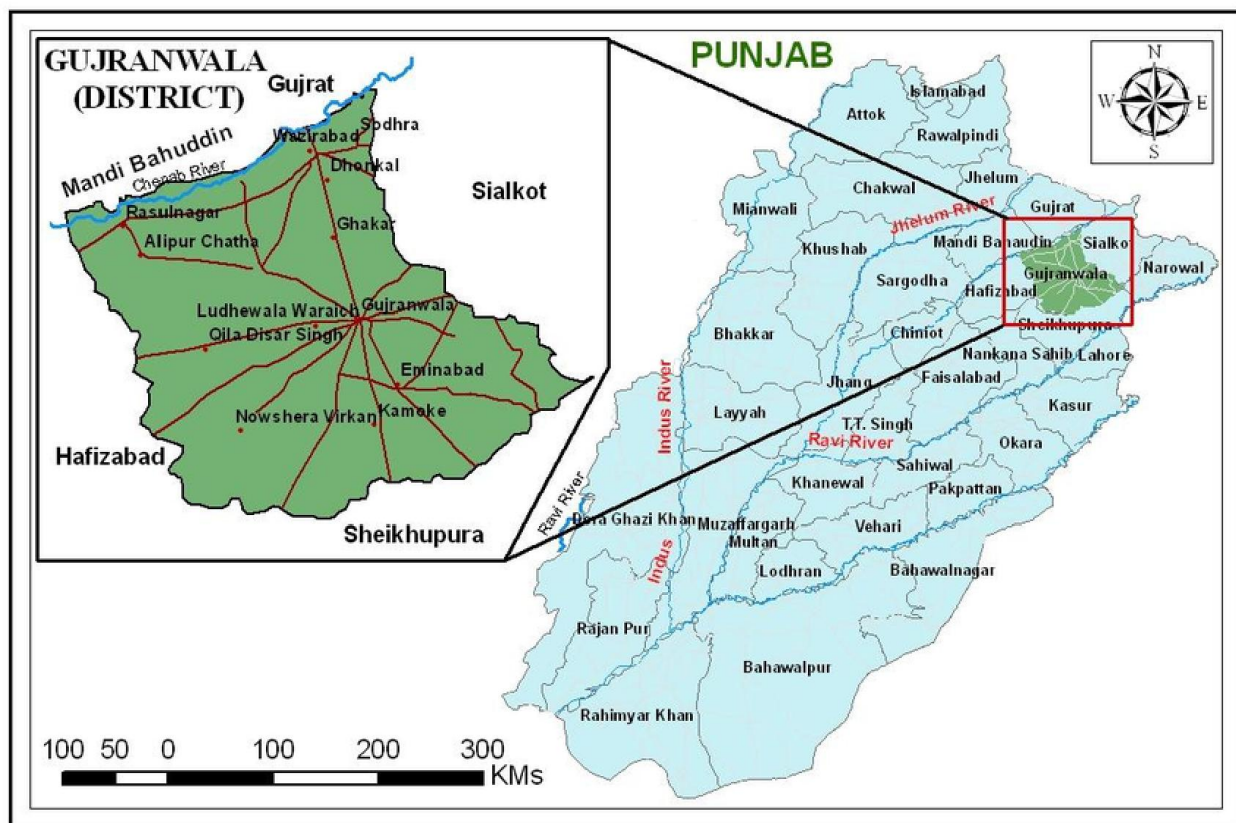 GUJRANWALA
(DISTRICT)
Gujrat
Mandi Bahuddin
Chenab River
Sialkot
Hafizabad
Sheikhupura
Sodhra
Wazirabad
Dhonkal
Rasulnagar
Ghakar
Alipur Chatha
Ludhewala Waraich
Gujranwala
Qila Disar Singh
Eminabad
Nowshera Virkan
Kamoke
PUNJAB
N
W
E
S
Islamabad
Attok
Rawalpindi
Chakwal
Jhelum
Mianwali
Gujrat
Jhelum River
Khushab
Mandi Bahaudin
Sialkot
Sargodha
Gujranwala
Narowal
Hafizabad
Bhakkar
Chiniot
Sheikhupura
Nankana Sahib
Lahore
Jhang
Faisalabad
Indus River
Layyah
T.T. Singh
Kasur
Ravi River
Okara
Sahiwal
Khanewal
Pakpattan
Ravi River
Dera Ghazi Khan
Muzaffargarh
Vehari
Multan
Indus
Lodhran
Bahawalnagar
Rajan Pur
Bahawalpur
Rahimyar Khan
100 50 0 100 200 300
KMs